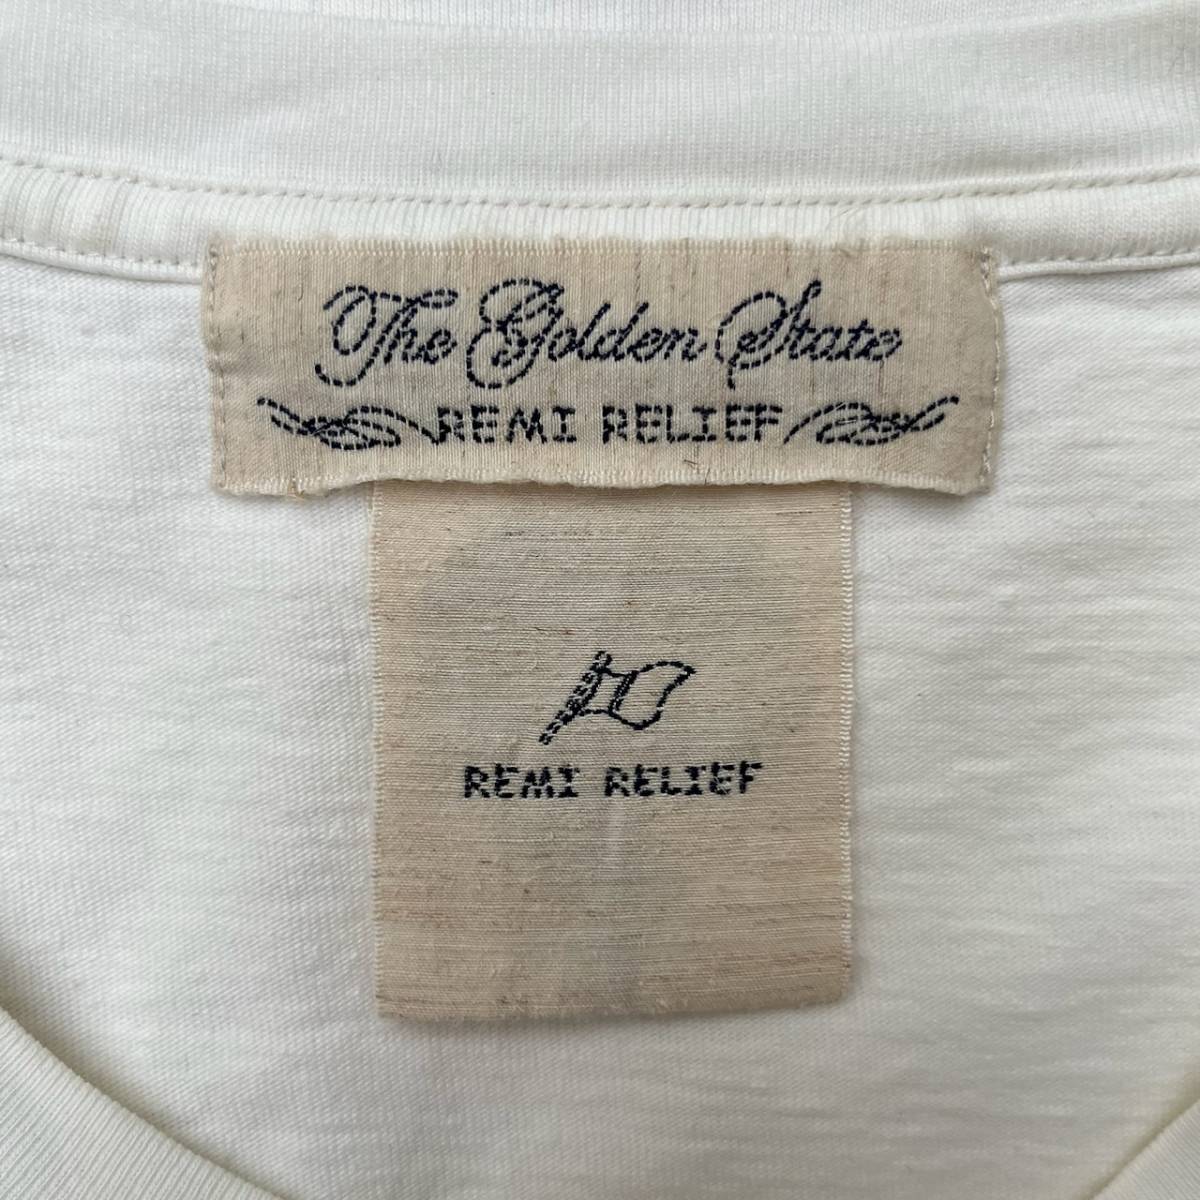 The Golden State
REMI RELIEF
REMI RELIEF